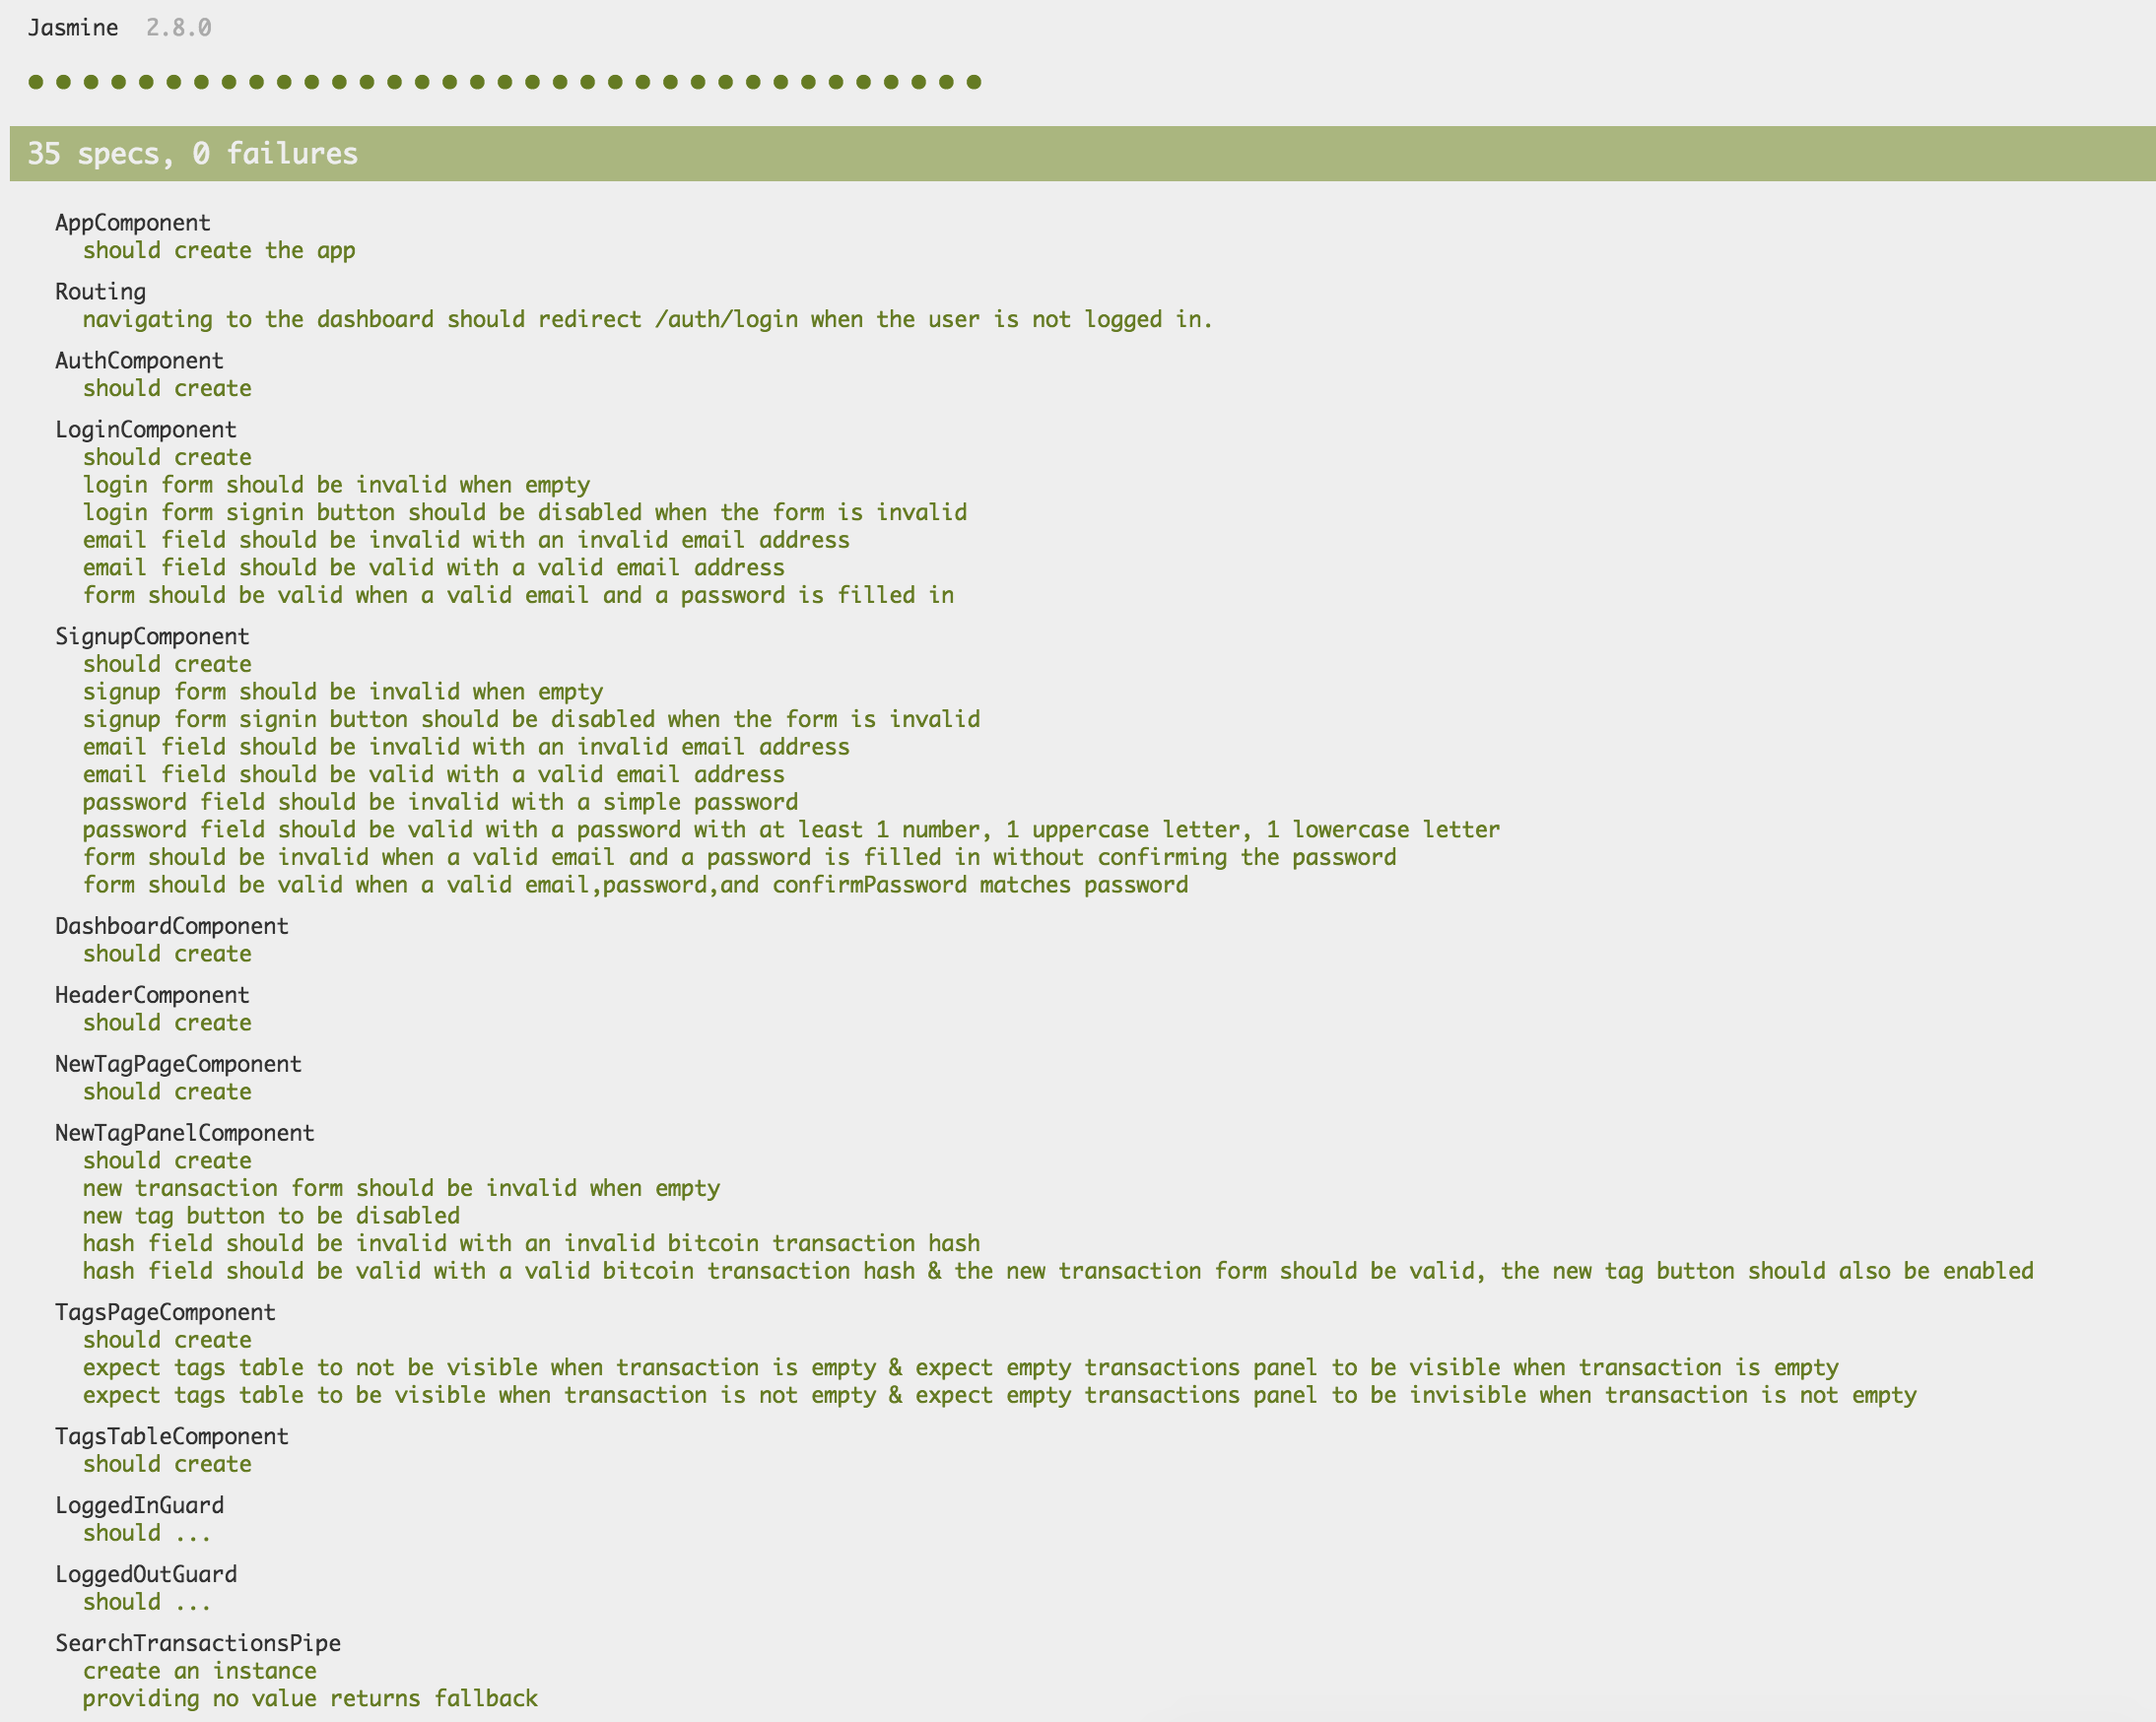 Jasmine 2.8.0
35 specs, 0 failures
AppComponent
should create the app
Routing
navigating to the dashboard should redirect /auth/login when the user is not logged in.
AuthComponent
should create
LoginComponent
should create
login form should be invalid when empty
login form signin button should be disabled when the form is invalid
email field should be invalid with an invalid email address
email field should be valid with a valid email address
form should be valid when a valid email and a password is filled in
SignupComponent
should create
signup form should be invalid when empty
signup form signin button should be disabled when the form is invalid
email field should be invalid with an invalid email address
email field should be valid with a valid email address
password field should be invalid with a simple password
password field should be valid with a password with at least 1 number, 1 uppercase letter, 1 lowercase letter
form should be invalid when a valid email and a password is filled in without confirming the password
form should be valid when a valid email,password,and confirmPassword matches password
DashboardComponent
should create
HeaderComponent
should create
NewTagPageComponent
should create
NewTagPanelComponent
should create
new transaction form should be invalid when empty
new tag button to be disabled
hash field should be invalid with an invalid bitcoin transaction hash
hash field should be valid with a valid bitcoin transaction hash & the new transaction form should be valid, the new tag button should also be enabled
TagsPageComponent
should create
expect tags table to not be visible when transaction is empty & expect empty transactions panel to be visible when transaction is empty
expect tags table to be visible when transaction is not empty & expect empty transactions panel to be invisible when transaction is not empty
TagsTableComponent
should create
LoggedInGuard
should ...
LoggedOutGuard
should ...
SearchTransactionsPipe
create an instance
providing no value returns fallback